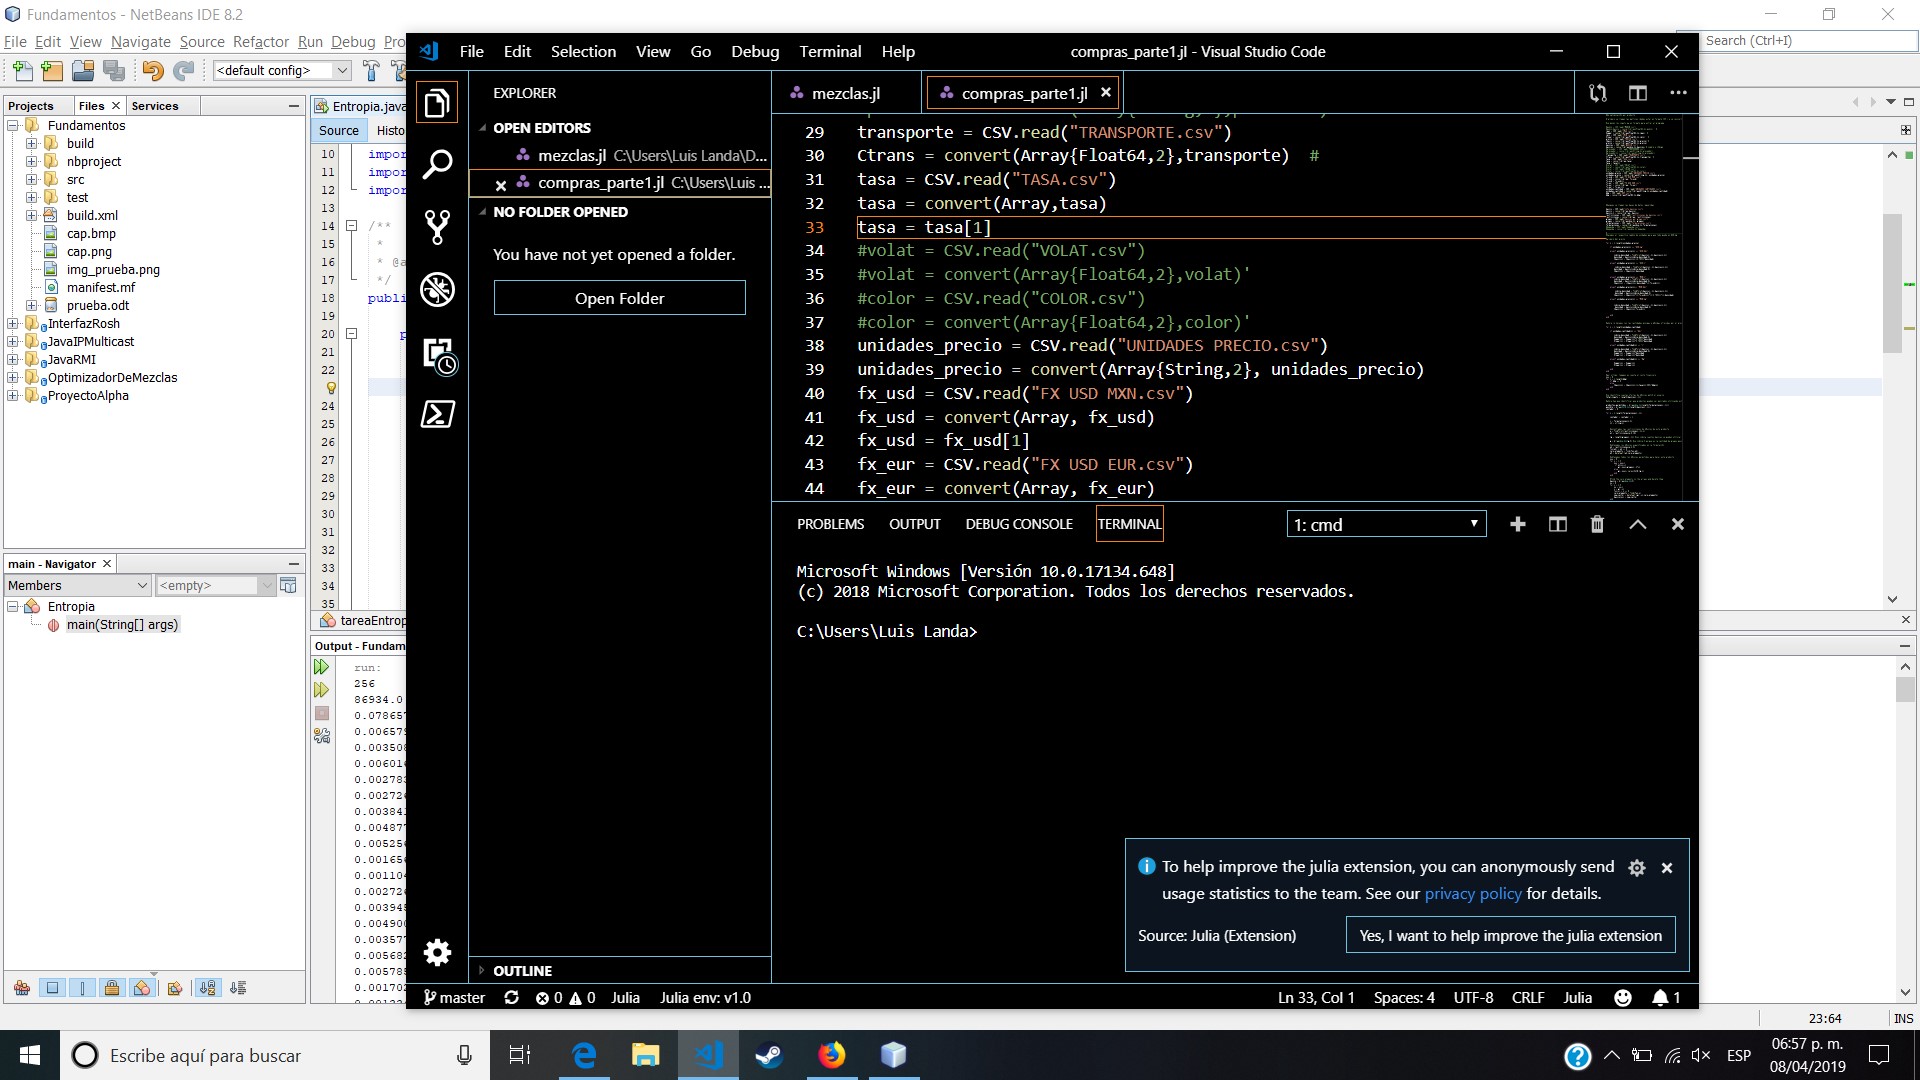 Fundamentos - NetBeans IDE 8.2
File Edit View Navigate Source Refactor Run Debug Pro
Search (Ctrl+I)
<default config>
Projects Files Services
Fundamentos
build
nbproject
src
test
build.xml
cap.bmp
cap.png
img_prueba.png
manifest.mf
prueba.odt
InterfazRosh
JavaIPMulticast
JavaRMI
OptimizadorDeMezclas
ProyectoAlpha
main - Navigator
Members <empty>
Entropia
main(String[] args)
Entropia.java
Source Histo
10 impor
11 impor
12 impor
13
14 /**
15 *
16 * @a
17 */
18 publi
19
20 p
21
22
24
25
26
27
28
29
30
31
32
33
34
35
tareaEntrop
Output - Fundam
run:
256
86934.0
0.07865
0.00657
0.00350
0.00601
0.00278
0.00272
0.00384
0.00487
0.00525
0.00165
0.00110
0.00272
0.00394
0.00490
0.00357
0.00568
0.00578
0.00170
File Edit Selection View Go Debug Terminal Help
compras_parte1.jl - Visual Studio Code
EXPLORER
OPEN EDITORS
mezclas.jl C:\Users\Luis Landa\D...
compras_parte1.jl C:\Users\Luis ...
NO FOLDER OPENED
You have not yet opened a folder.
Open Folder
OUTLINE
mezclas.jl compras_parte1.jl
29 transporte = CSV.read("TRANSPORTE.csv")
30 Ctrans = convert(Array{Float64,2},transporte) #
31 tasa = CSV.read("TASA.csv")
32 tasa = convert(Array,tasa)
33 tasa = tasa[1]
34 #volat = CSV.read("VOLAT.csv")
35 #volat = convert(Array{Float64,2},volat)'
36 #color = CSV.read("COLOR.csv")
37 #color = convert(Array{Float64,2},color)'
38 unidades_precio = CSV.read("UNIDADES PRECIO.csv")
39 unidades_precio = convert(Array{String,2}, unidades_precio)
40 fx_usd = CSV.read("FX USD MXN.csv")
41 fx_usd = convert(Array, fx_usd)
42 fx_usd = fx_usd[1]
43 fx_eur = CSV.read("FX USD EUR.csv")
44 fx_eur = convert(Array, fx_eur)
PROBLEMS OUTPUT DEBUG CONSOLE TERMINAL
1: cmd
Microsoft Windows [Versión 10.0.17134.648]
(c) 2018 Microsoft Corporation. Todos los derechos reservados.
C:\Users\Luis Landa>
To help improve the julia extension, you can anonymously send
usage statistics to the team. See our privacy policy for details.
Source: Julia (Extension)
Yes, I want to help improve the julia extension
master 0 0 Julia Julia env: v1.0
Ln 33, Col 1 Spaces: 4 UTF-8 CRLF Julia 1
23:64 INS
Escribe aquí para buscar
ESP
06:57 p. m.
08/04/2019